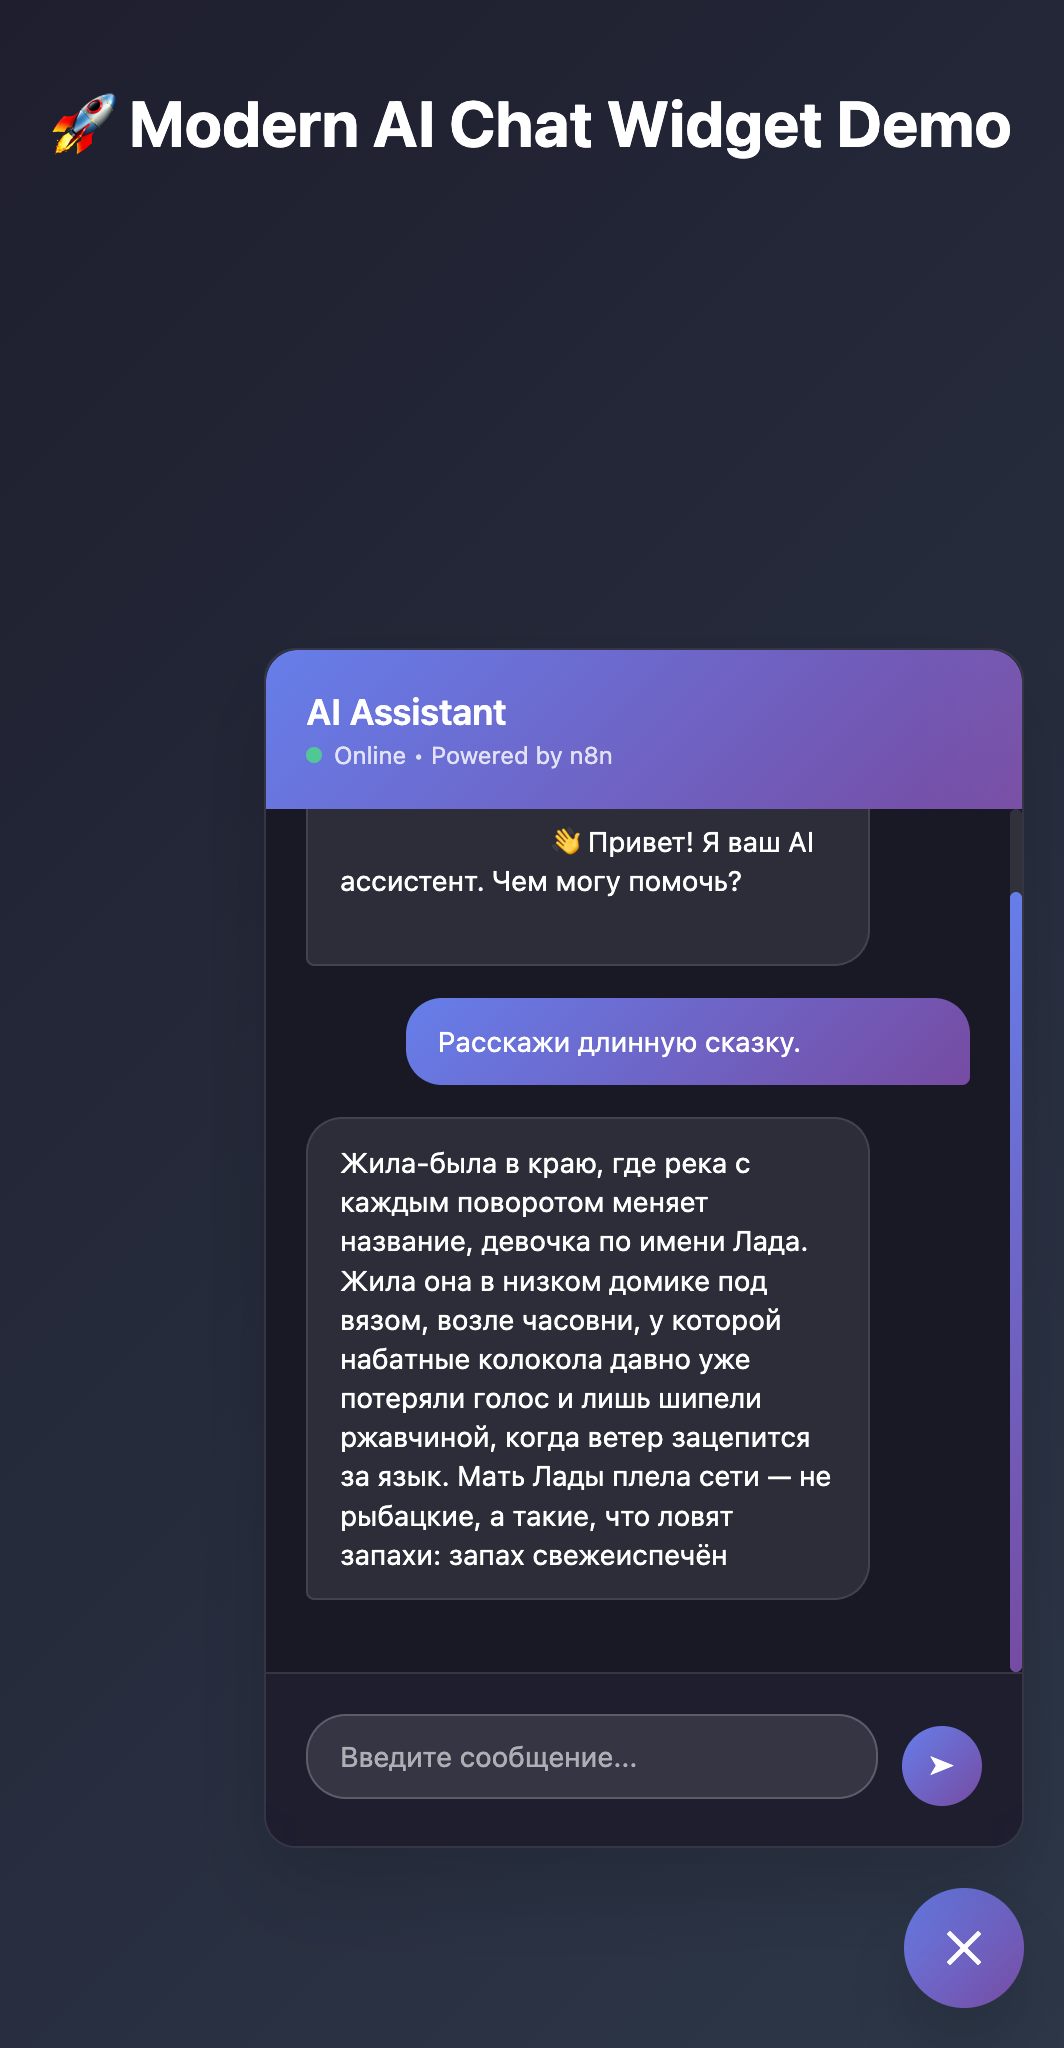 🚀 Modern AI Chat Widget Demo
AI Assistant
Online • Powered by n8n
👋 Привет! Я ваш AI
ассистент. Чем могу помочь?
Расскажи длинную сказку.
Жила-была в краю, где река с
каждым поворотом меняет
название, девочка по имени Лада.
Жила она в низком домике под
вязом, возле часовни, у которой
набатные колокола давно уже
потеряли голос и лишь шипели
ржавчиной, когда ветер зацепится
за язык. Мать Лады плела сети — не
рыбацкие, а такие, что ловят
запахи: запах свежеиспечён
Введите сообщение...